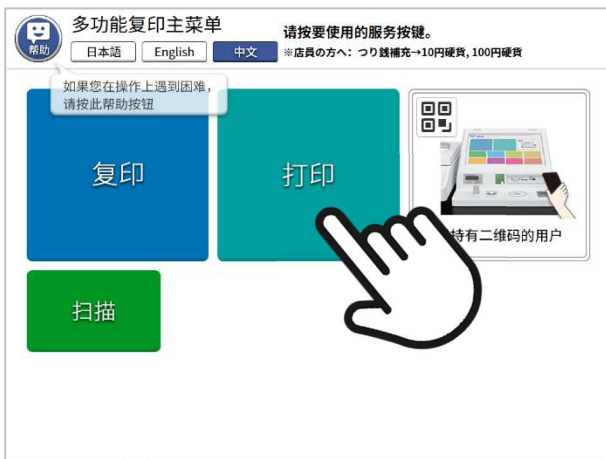 多功能复印主菜单
请按要使用的服务按键。
帮助
日本語
English
中文
※店員の方へ：つり銭補充→10円硬貨，100円硬貨
如果您在操作上遇到困难，
请按此帮助按钮
复印
打印
持有二维码的用户
扫描